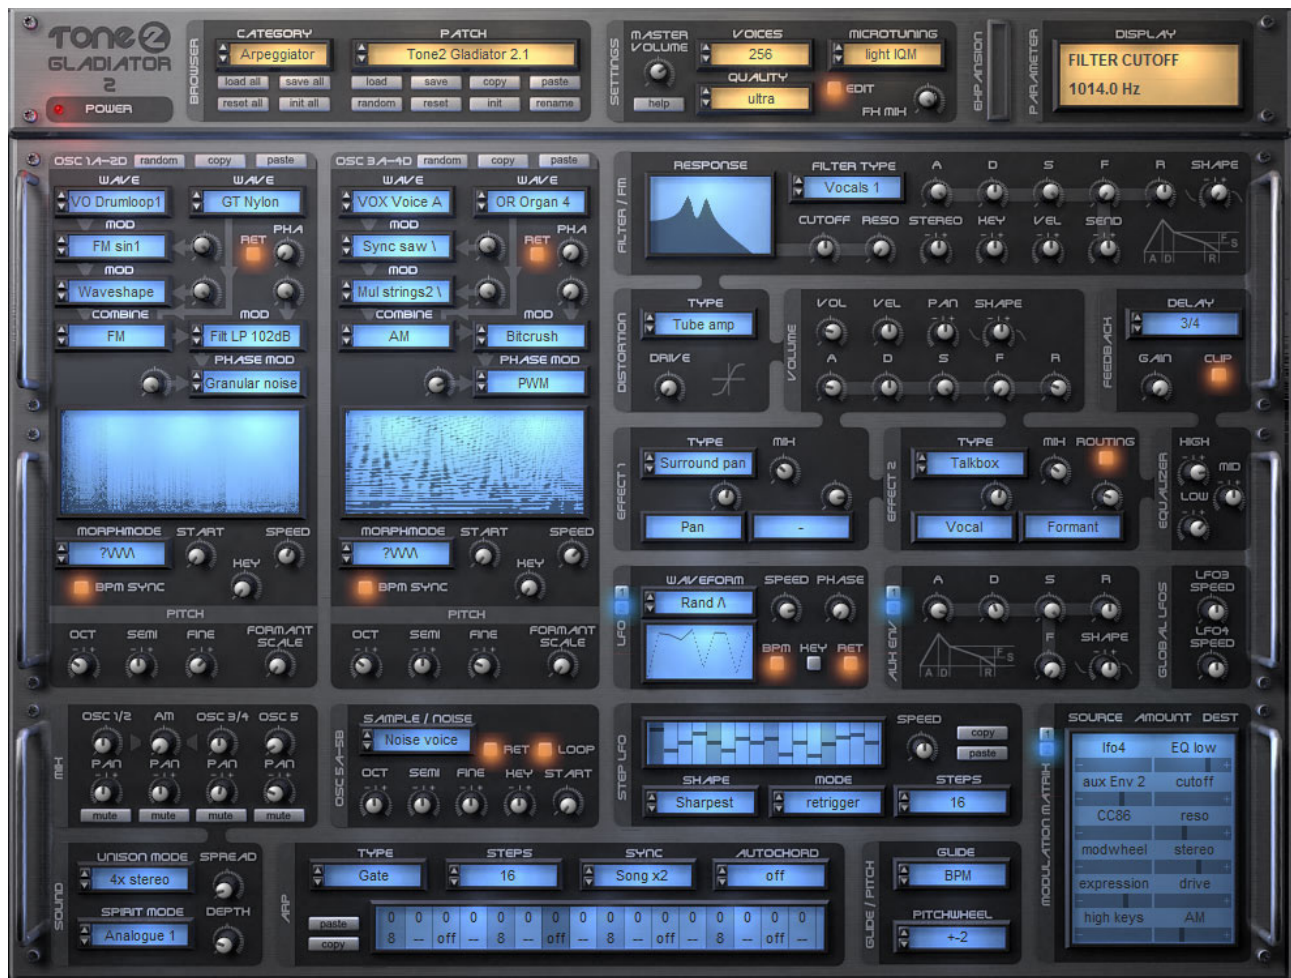 TONE2
GLADIATOR
2
POWER
BROWSER
CATEGORY
Arpeggiator
load all save all
reset all init all
PATCH
Tone2 Gladiator 2.1
load save copy paste
random reset init rename
SETTINGS
MASTER
VOLUME
help
VOICES
256
QUALITY
ultra
MICROTUNING
light IQM
EDIT
FX MIX
EXPANSION
PARAMETER
DISPLAY
FILTER CUTOFF
1014.0 Hz
OSC 1A-2D random copy paste
WAVE WAVE
VO Drumloop1 GT Nylon
MOD PHA
FM sin1 RET
MOD
Waveshape
COMBINE MOD
FM Filt LP 102dB
PHASE MOD
Granular noise
MORPHMODE START SPEED
?\/\/\/\
KEY
BPM SYNC
PITCH
OCT SEMI FINE FORMANT
SCALE
OSC 3A-4D random copy paste
WAVE WAVE
VOX Voice A OR Organ 4
MOD PHA
Sync saw \ RET
MOD
Mul strings2 \
COMBINE MOD
AM Bitcrush
PHASE MOD
PWM
MORPHMODE START SPEED
?\/\/\/\
KEY
BPM SYNC
PITCH
OCT SEMI FINE FORMANT
SCALE
FILTER / FM
RESPONSE FILTER TYPE A D S F R SHAPE
Vocals 1
CUTOFF RESO STEREO KEY VEL SEND
A D R F S
DISTORTION
TYPE
Tube amp
DRIVE
VOLUME
VOL VEL PAN SHAPE
A D S F R
FEEDBACK
DELAY
3/4
GAIN CLIP
EFFECT 1
TYPE MIX
Surround pan
Pan -
EFFECT 2
TYPE MIX ROUTING
Talkbox
Vocal Formant
EQUALIZER
HIGH
MID
LOW
LFO
1
WAVEFORM SPEED PHASE
Rand /\
BPM KEY RET
AUX ENV
1
A D S R
F SHAPE
A D R F S
GLOBAL LFOS
LFO3
SPEED
LFO4
SPEED
MIX
OSC 1/2 AM OSC 3/4 OSC 5
PAN PAN PAN PAN
mute mute mute mute
OSC 5A-5B
SAMPLE / NOISE
Noise voice RET LOOP
OCT SEMI FINE KEY START
STEP LFO
SPEED copy
paste
SHAPE MODE STEPS
Sharpest retrigger 16
MODULATION MATRIX
1
SOURCE AMOUNT DEST
lfo4 EQ low
aux Env 2 cutoff
CC86 reso
modwheel stereo
expression drive
high keys AM
SOUND
UNISON MODE SPREAD
4x stereo
SPIRIT MODE DEPTH
Analogue 1
ARP
TYPE STEPS SYNC AUTOCHORD
Gate 16 Song x2 off
paste 0 0 0 0 0 0 0 0 0 0 0 0 0 0 0 0
copy 8 -- off -- 8 -- off -- 8 -- off -- 8 -- off --
GLIDE / PITCH
GLIDE
BPM
PITCHWHEEL
+-2